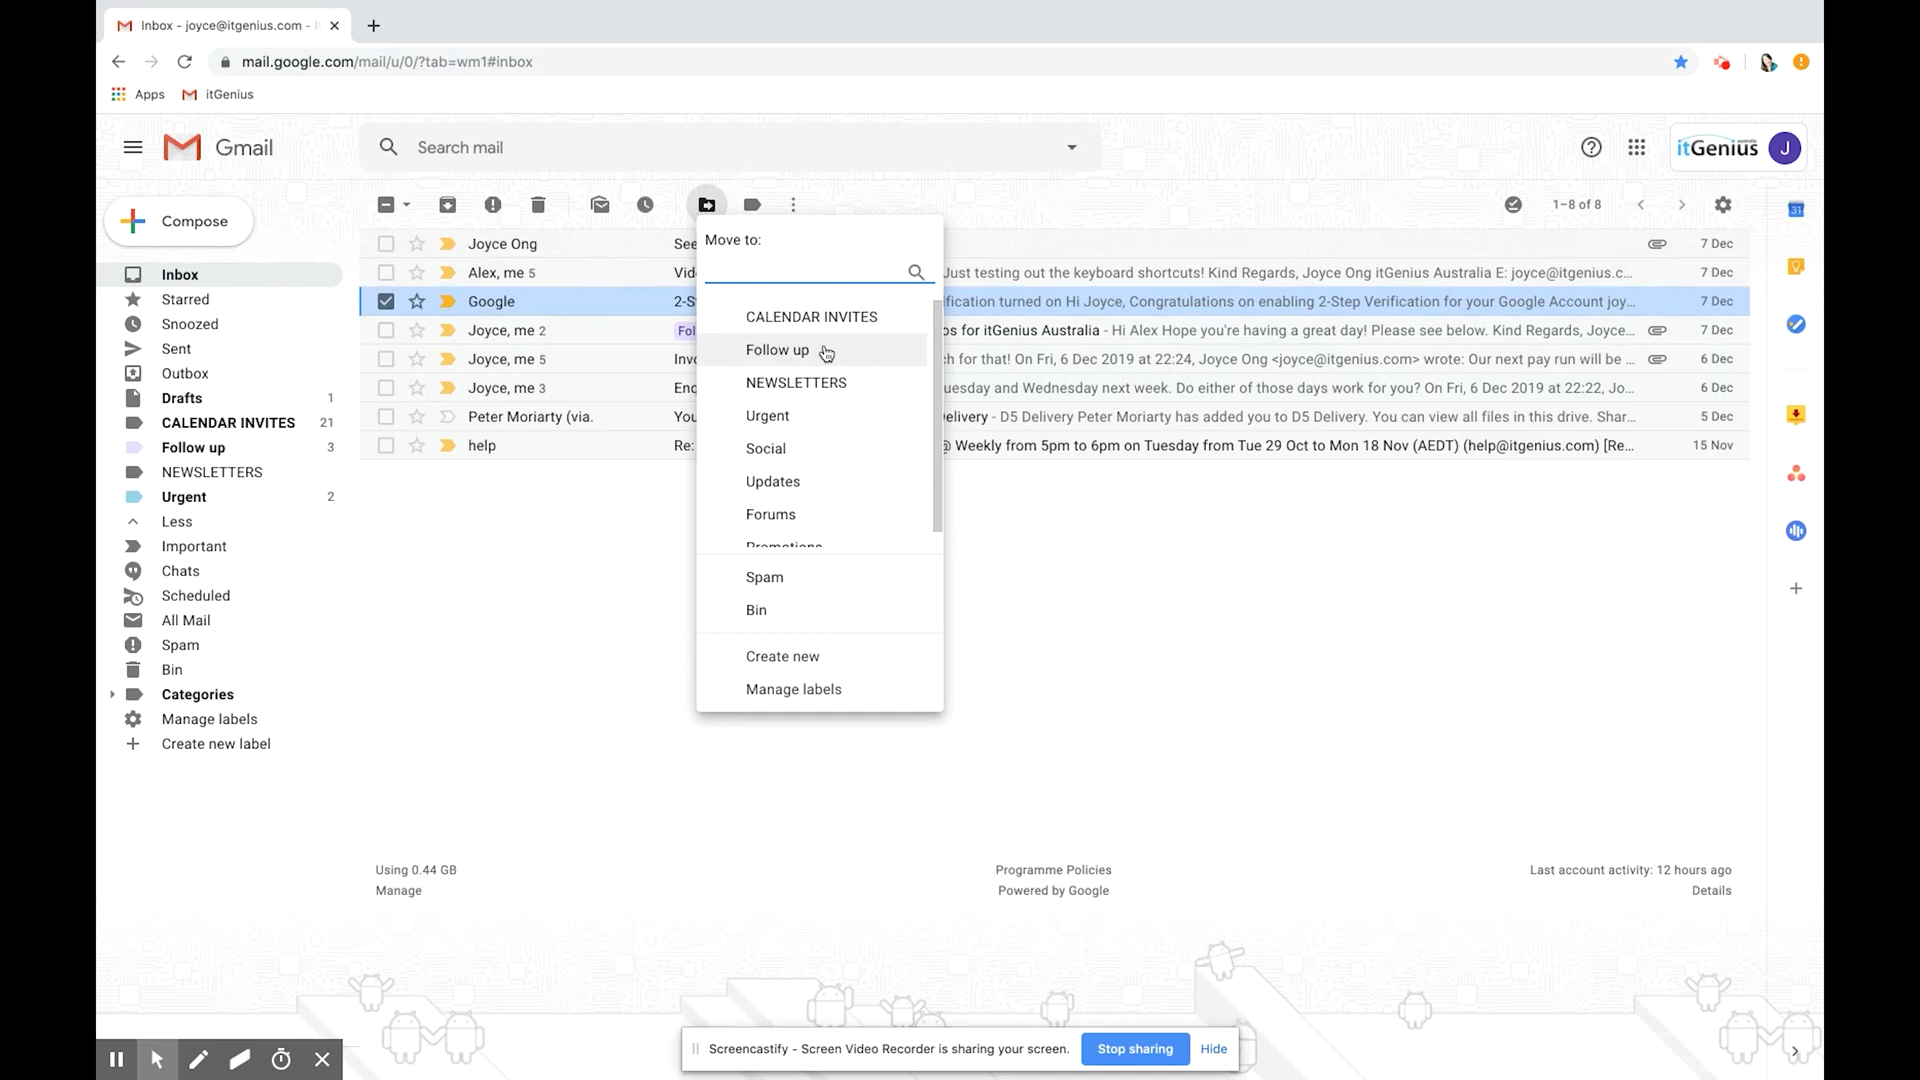 Inbox - joyce@itgenius.com -
mail.google.com/mail/u/0/?tab=wm1#inbox
Apps
itGenius
Gmail
Search mail
itGenius
J
Compose
1–8 of 8
31
Move to:
Joyce Ong
See
7 Dec
Alex, me 5
Vide
Just testing out the keyboard shortcuts! Kind Regards, Joyce Ong itGenius Australia E: joyce@itgenius.c...
7 Dec
Google
2-S
fication turned on Hi Joyce, Congratulations on enabling 2-Step Verification for your Google Account joy...
7 Dec
Joyce, me 2
Fol
os for itGenius Australia - Hi Alex Hope you're having a great day! Please see below. Kind Regards, Joyce...
7 Dec
Joyce, me 5
Invo
ch for that! On Fri, 6 Dec 2019 at 22:24, Joyce Ong <joyce@itgenius.com> wrote: Our next pay run will be ...
6 Dec
Joyce, me 3
Enq
uesday and Wednesday next week. Do either of those days work for you? On Fri, 6 Dec 2019 at 22:22, Jo...
6 Dec
Peter Moriarty (via.
You
elivery - D5 Delivery Peter Moriarty has added you to D5 Delivery. You can view all files in this drive. Shar...
5 Dec
help
Re:
@ Weekly from 5pm to 6pm on Tuesday from Tue 29 Oct to Mon 18 Nov (AEDT) (help@itgenius.com) [Re...
15 Nov
CALENDAR INVITES
Follow up
NEWSLETTERS
Urgent
Social
Updates
Forums
Promotions
Spam
Bin
Create new
Manage labels
Inbox
Starred
Snoozed
Sent
Outbox
Drafts 1
CALENDAR INVITES 21
Follow up 3
NEWSLETTERS
Urgent 2
Less
Important
Chats
Scheduled
All Mail
Spam
Bin
Categories
Manage labels
Create new label
Using 0.44 GB
Manage
Programme Policies
Powered by Google
Last account activity: 12 hours ago
Details
Screencastify - Screen Video Recorder is sharing your screen.
Stop sharing
Hide